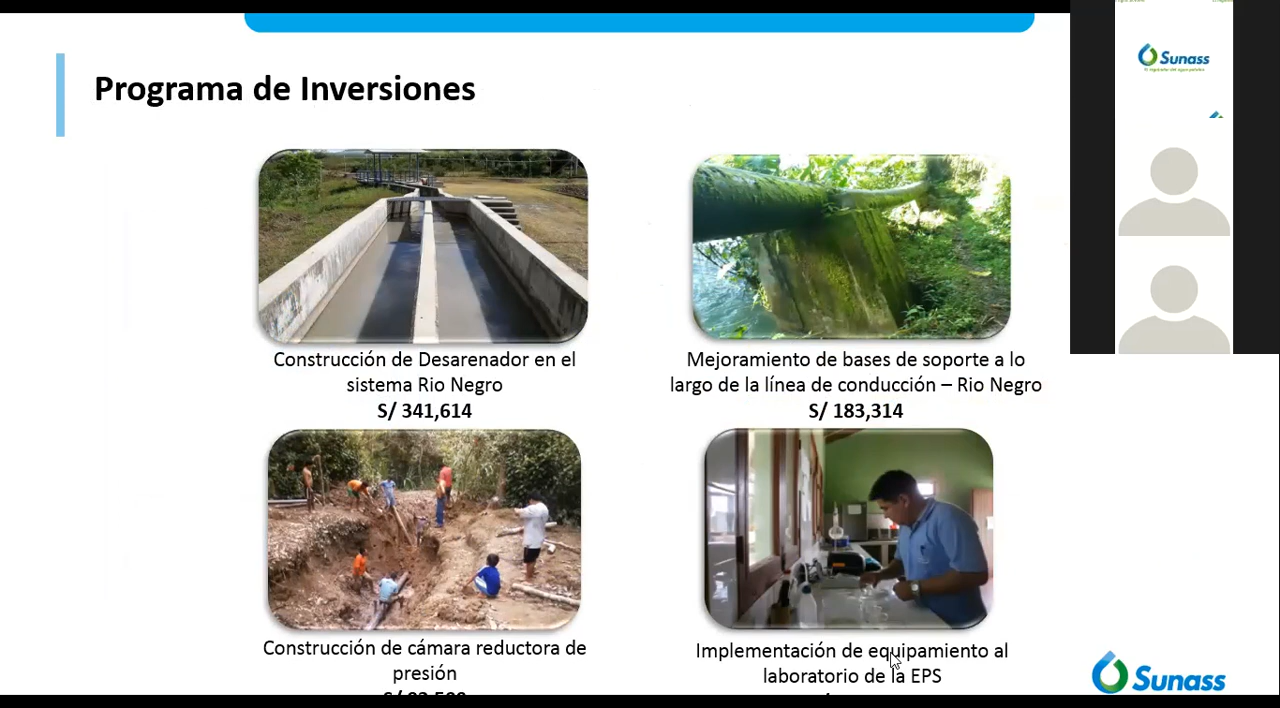 Programa de Inversiones
Sunass
Construcción de Desarenador en el
sistema Rio Negro
S/ 341,614
Mejoramiento de bases de soporte a lo
largo de la línea de conducción – Rio Negro
S/ 183,314
Construcción de cámara reductora de
presión
Implementación de equipamiento al
laboratorio de la EPS
Sunass